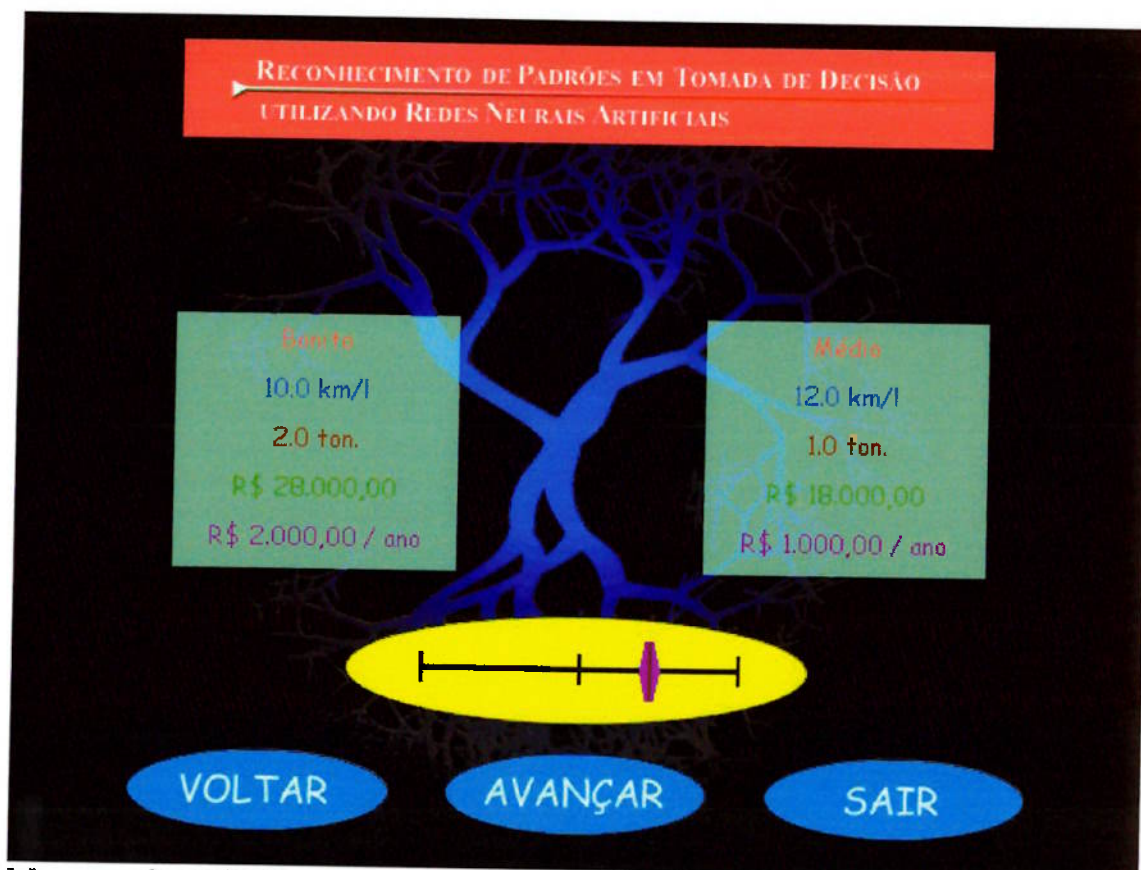 RECONHECIMENTO DE PADRÕES EM TOMADA DE DECISÃO
UTILIZANDO REDES NEURAIS ARTIFICIAIS
Bonito
10.0 km/l
2.0 ton.
R$ 28.000,00
R$ 2.000,00 / ano
Médio
12.0 km/l
1.0 ton.
R$ 18.000,00
R$ 1.000,00 / ano
VOLTAR
AVANÇAR
SAIR